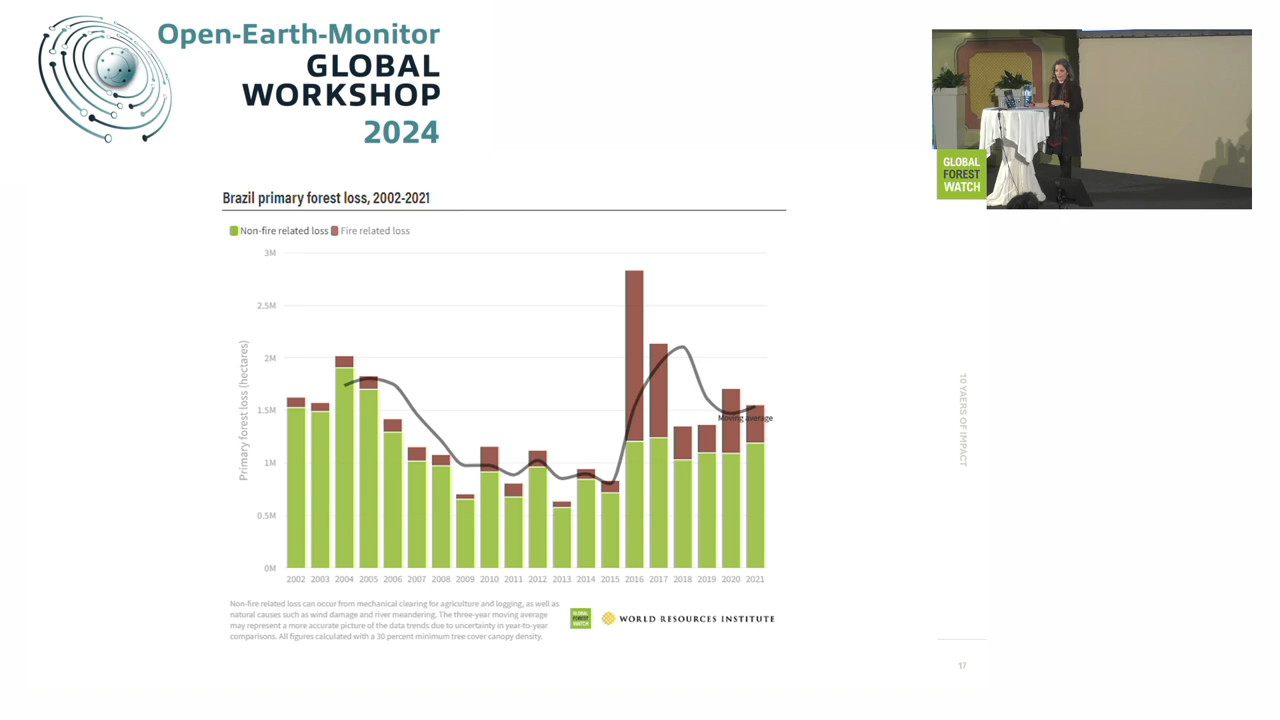 Open-Earth-Monitor
GLOBAL
WORKSHOP
2024
GLOBAL
FOREST
WATCH
Brazil primary forest loss, 2002-2021
Non-fire related loss Fire related loss
3M
2.5M
2M
1.5M
1M
0.5M
0M
Primary forest loss (hectares)
Moving average
2002 2003 2004 2005 2006 2007 2008 2009 2010 2011 2012 2013 2014 2015 2016 2017 2018 2019 2020 2021
Non-fire related loss can occur from mechanical clearing for agriculture and logging, as well as
natural causes such as wind damage and river meandering. The three-year moving average
may represent a more accurate picture of the data trends due to uncertainty in year-to-year
comparisons. All figures calculated with a 30 percent minimum tree cover canopy density.
GLOBAL
FOREST
WATCH
WORLD RESOURCES INSTITUTE
10 YAERS OF IMPACT
17